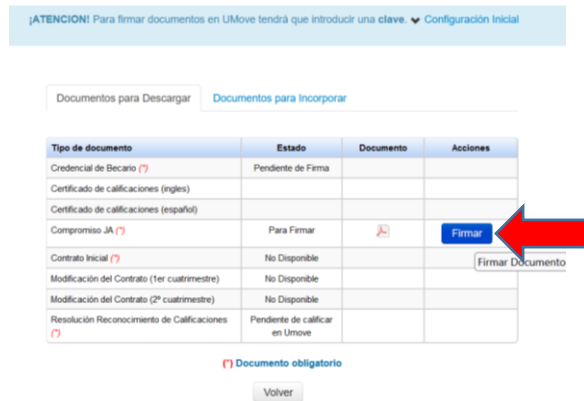 ¡ATENCION! Para firmar documentos en UMove tendrá que introducir una clave. Configuración Inicial
Documentos para Descargar Documentos para Incorporar
Tipo de documento Estado Documento Acciones
Credencial de Becario (*) Pendiente de Firma
Certificado de calificaciones (ingles)
Certificado de calificaciones (español)
Compromiso JA (*) Para Firmar Firmar
Contrato Inicial (*) No Disponible Firmar Documento
Modificación del Contrato (1er cuatrimestre) No Disponible
Modificación del Contrato (2º cuatrimestre) No Disponible
Resolución Reconocimiento de Calificaciones Pendiente de calificar
(*) en Umove
(*) Documento obligatorio
Volver